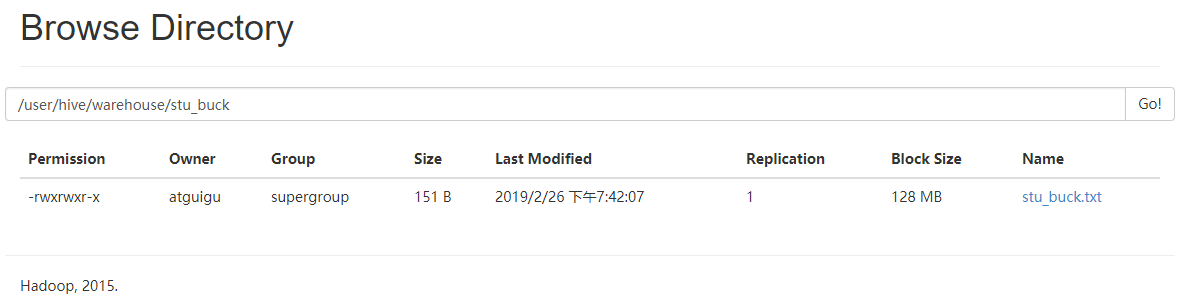 Browse Directory
/user/hive/warehouse/stu_buck Go!
Permission Owner Group Size Last Modified Replication Block Size Name
-rwxrwxr-x atguigu supergroup 151 B 2019/2/26 下午7:42:07 1 128 MB stu_buck.txt
Hadoop, 2015.